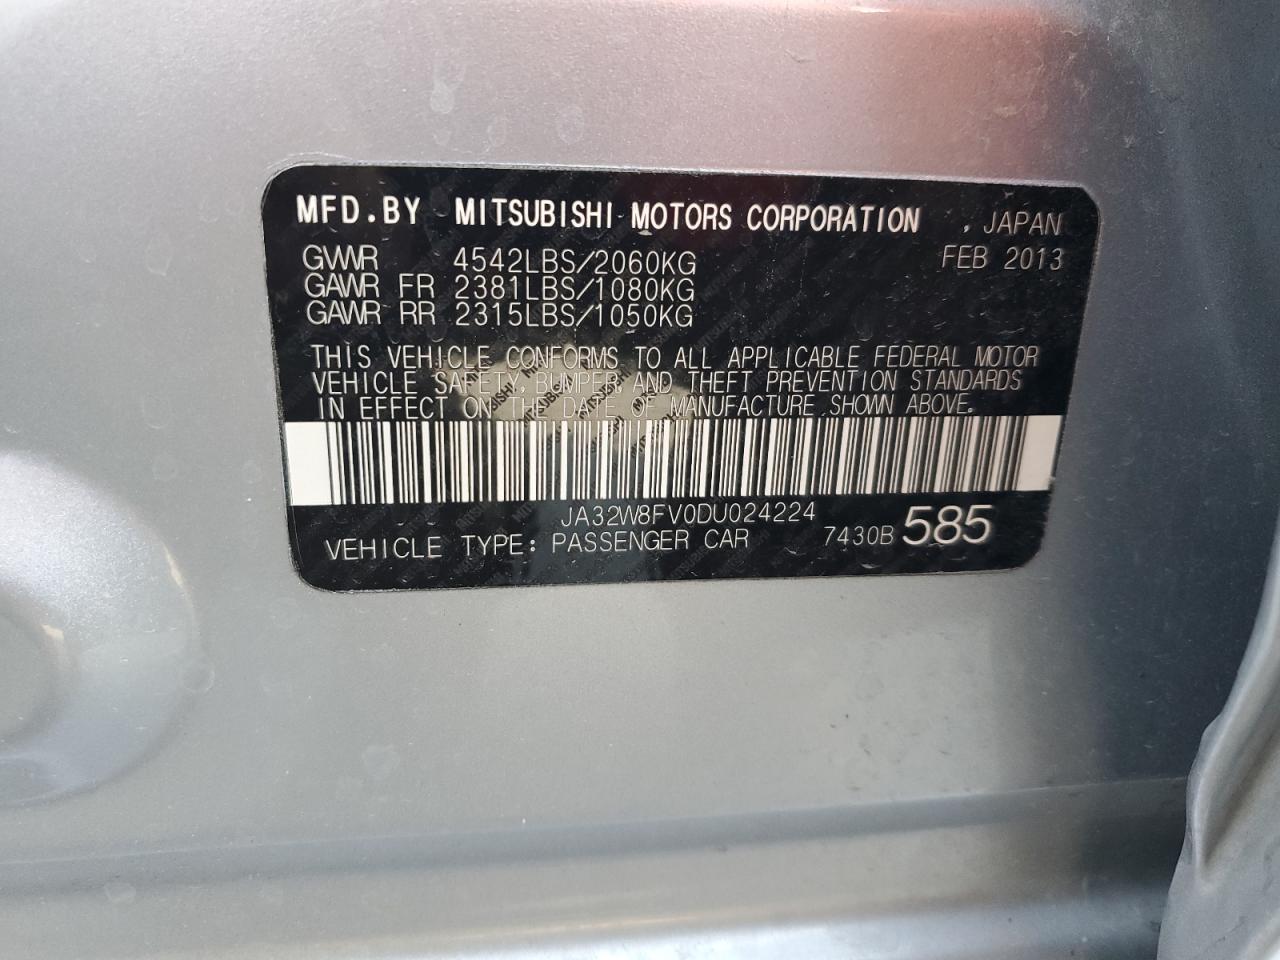 MFD.BY MITSUBISHI MOTORS CORPORATION , JAPAN
GVWR 4542LBS/2060KG FEB 2013
GAWR FR 2381LBS/1080KG
GAWR RR 2315LBS/1050KG
THIS VEHICLE CONFORMS TO ALL APPLICABLE FEDERAL MOTOR
VEHICLE SAFETY, BUMPER, AND THEFT PREVENTION STANDARDS
IN EFFECT ON THE DATE OF MANUFACTURE SHOWN ABOVE.
JA32W8FV0DU024224
VEHICLE TYPE: PASSENGER CAR 7430B 585